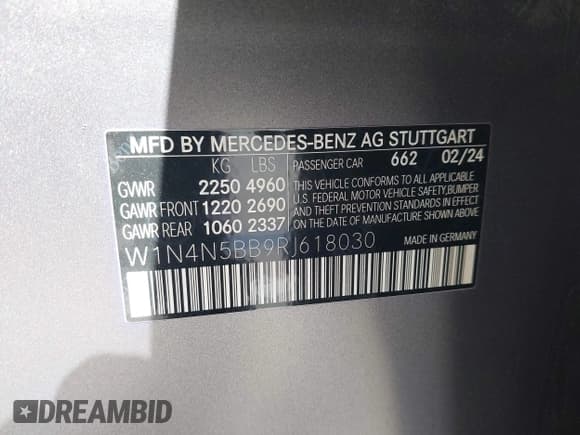 MFD BY MERCEDES-BENZ AG STUTTGART
KG LBS PASSENGER CAR 662 02/24
GVWR 2250 4960 THIS VEHICLE CONFORMS TO ALL APPLICABLE
U.S. FEDERAL MOTOR VEHICLE SAFETY, BUMPER
GAWR FRONT 1220 2690 AND THEFT PREVENTION STANDARDS IN EFFECT
GAWR REAR 1060 2337 ON THE DATE OF MANUFACTURE SHOWN ABOVE.
W1N4N5BB9RJ618030 MADE IN GERMANY
DREAMBID